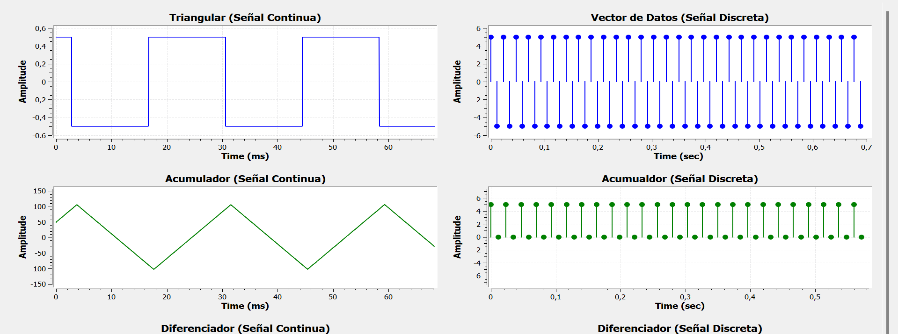 Triangular (Señal Continua)
Amplitude
0,6
0,4
0,2
0
-0,2
-0,4
-0,6
0 10 20 30 40 50 60
Time (ms)
Vector de Datos (Señal Discreta)
Amplitude
6
4
2
0
-2
-4
-6
0 0,1 0,2 0,3 0,4 0,5 0,6 0,7
Time (sec)
Acumulador (Señal Continua)
Amplitude
150
100
50
0
-50
-100
-150
0 10 20 30 40 50 60
Time (ms)
Acumualdor (Señal Discreta)
Amplitude
6
4
2
0
-2
-4
-6
0 0,1 0,2 0,3 0,4 0,5
Time (sec)
Diferenciador (Señal Continua)
Diferenciador (Señal Discreta)